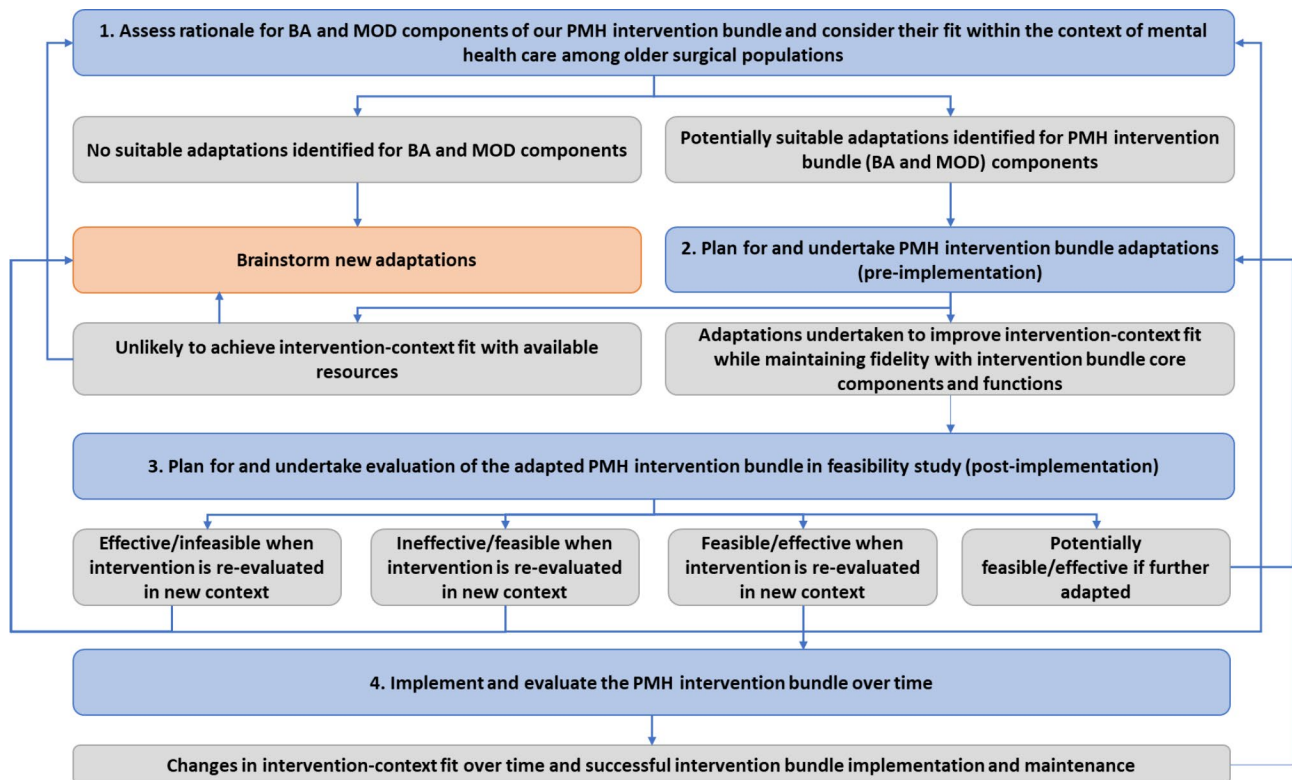 1. Assess rationale for BA and MOD components of our PMH intervention bundle and consider their fit within the context of mental
health care among older surgical populations
No suitable adaptations identified for BA and MOD components
Potentially suitable adaptations identified for PMH intervention
bundle (BA and MOD) components
Brainstorm new adaptations
2. Plan for and undertake PMH intervention bundle adaptations
(pre-implementation)
Unlikely to achieve intervention-context fit with available
resources
Adaptations undertaken to improve intervention-context fit
while maintaining fidelity with intervention bundle core
components and functions
3. Plan for and undertake evaluation of the adapted PMH intervention bundle in feasibility study (post-implementation)
Effective/infeasible when
intervention is re-evaluated
in new context
Ineffective/feasible when
intervention is re-evaluated
in new context
Feasible/effective when
intervention is re-evaluated
in new context
Potentially
feasible/effective if further
adapted
4. Implement and evaluate the PMH intervention bundle over time
Changes in intervention-context fit over time and successful intervention bundle implementation and maintenance